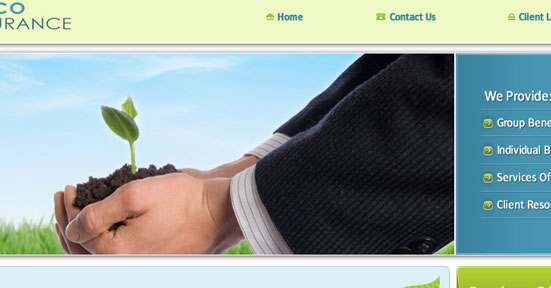 CO
URANCE
Home
Contact Us
Client L
We Provide:
Group Bene
Individual B
Services Of
Client Reso